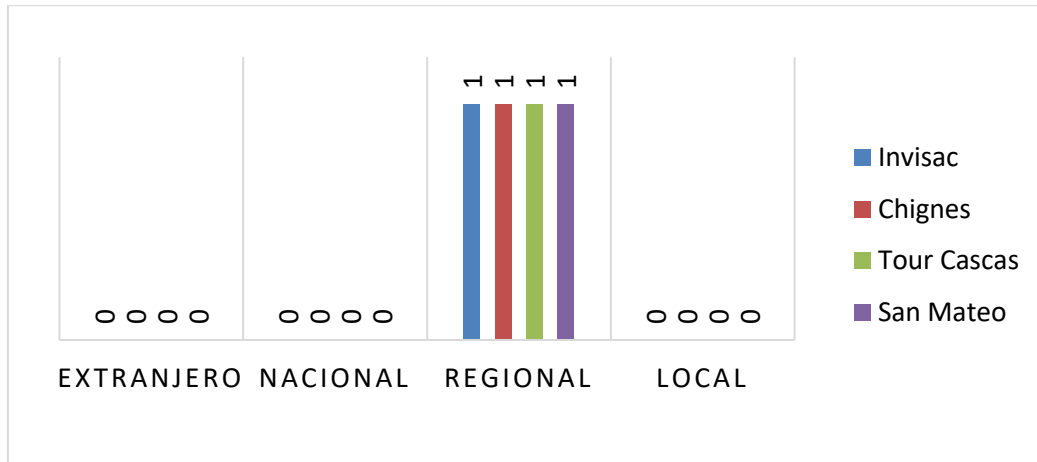 1 1 1 1
0 0 0 0 0 0 0 0 0 0 0 0
EXTRANJERO NACIONAL REGIONAL LOCAL
Invisac
Chignes
Tour Cascas
San Mateo